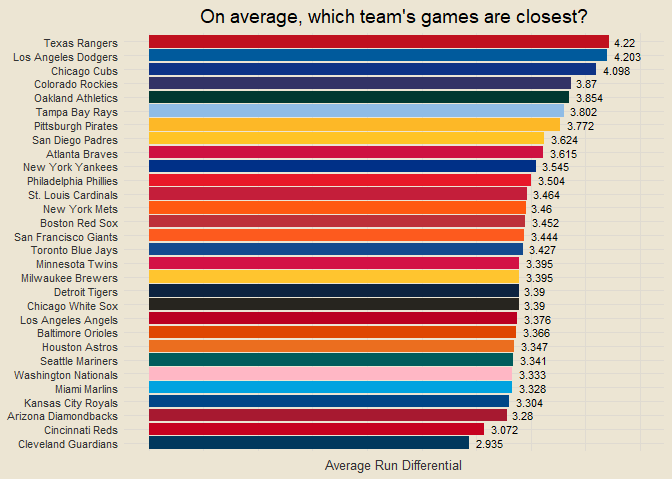 On average, which team's games are closest?
Texas Rangers 4.22
Los Angeles Dodgers 4.203
Chicago Cubs 4.098
Colorado Rockies 3.87
Oakland Athletics 3.854
Tampa Bay Rays 3.802
Pittsburgh Pirates 3.772
San Diego Padres 3.624
Atlanta Braves 3.615
New York Yankees 3.545
Philadelphia Phillies 3.504
St. Louis Cardinals 3.464
New York Mets 3.46
Boston Red Sox 3.452
San Francisco Giants 3.444
Toronto Blue Jays 3.427
Minnesota Twins 3.395
Milwaukee Brewers 3.395
Detroit Tigers 3.39
Chicago White Sox 3.39
Los Angeles Angels 3.376
Baltimore Orioles 3.366
Houston Astros 3.347
Seattle Mariners 3.341
Washington Nationals 3.333
Miami Marlins 3.328
Kansas City Royals 3.304
Arizona Diamondbacks 3.28
Cincinnati Reds 3.072
Cleveland Guardians 2.935
Average Run Differential